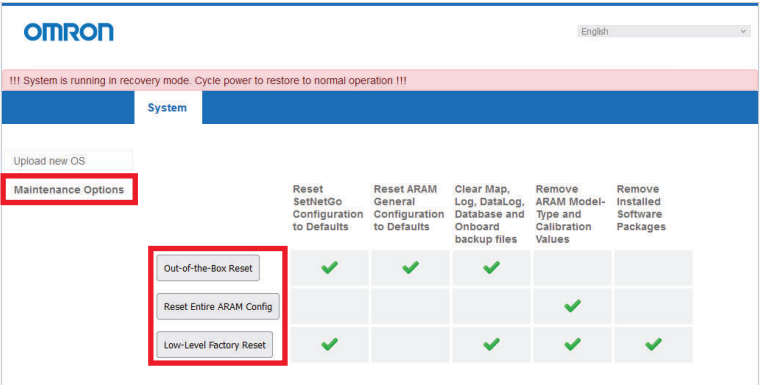 OMRON
English
!!! System is running in recovery mode. Cycle power to restore to normal operation !!!
System
Upload new OS
Maintenance Options
Reset
SetNetGo
Configuration
to Defaults
Reset ARAM
General
Configuration
to Defaults
Clear Map,
Log, DataLog,
Database and
Onboard
backup files
Remove
ARAM Model-
Type and
Calibration
Values
Remove
Installed
Software
Packages
Out-of-the-Box Reset
Reset Entire ARAM Config
Low-Level Factory Reset